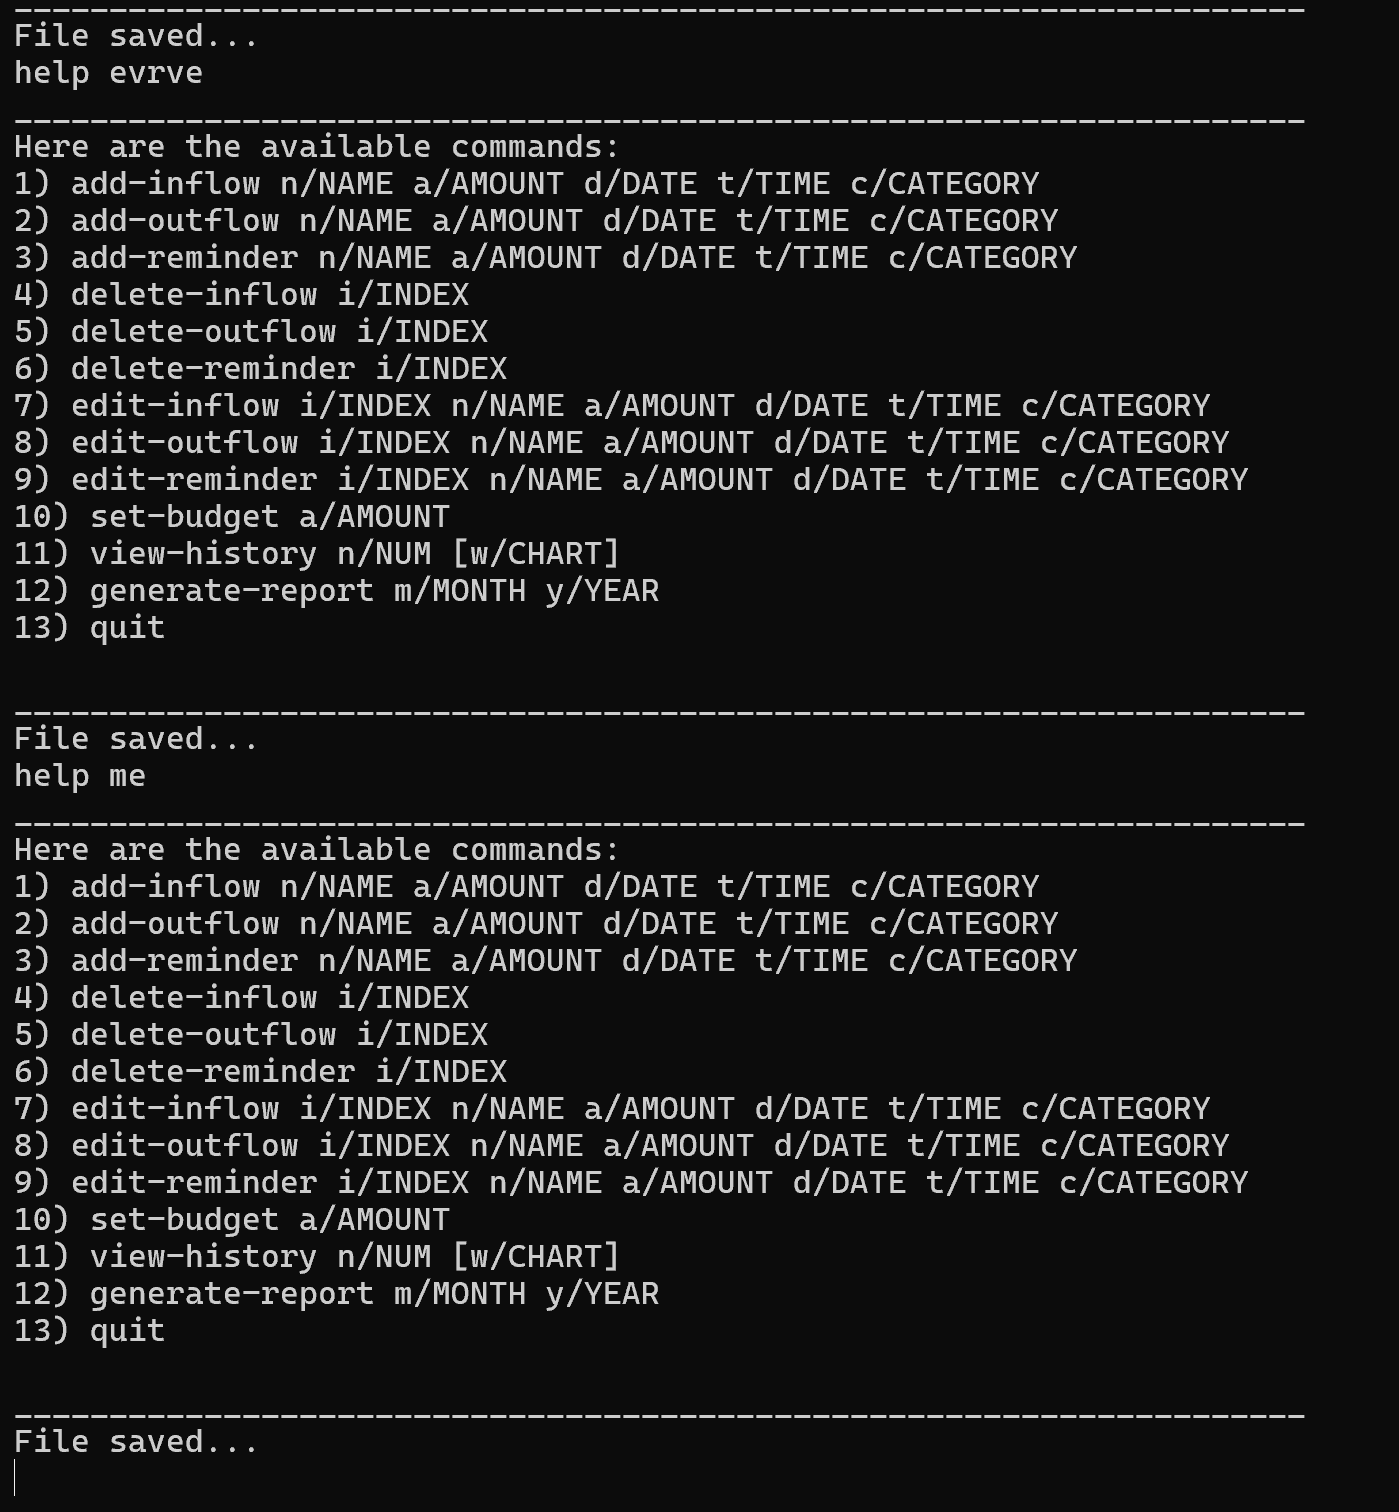 ____________________________________________________________________
File saved...
help evrve
____________________________________________________________________
Here are the available commands:
1) add-inflow n/NAME a/AMOUNT d/DATE t/TIME c/CATEGORY
2) add-outflow n/NAME a/AMOUNT d/DATE t/TIME c/CATEGORY
3) add-reminder n/NAME a/AMOUNT d/DATE t/TIME c/CATEGORY
4) delete-inflow i/INDEX
5) delete-outflow i/INDEX
6) delete-reminder i/INDEX
7) edit-inflow i/INDEX n/NAME a/AMOUNT d/DATE t/TIME c/CATEGORY
8) edit-outflow i/INDEX n/NAME a/AMOUNT d/DATE t/TIME c/CATEGORY
9) edit-reminder i/INDEX n/NAME a/AMOUNT d/DATE t/TIME c/CATEGORY
10) set-budget a/AMOUNT
11) view-history n/NUM [w/CHART]
12) generate-report m/MONTH y/YEAR
13) quit
____________________________________________________________________
File saved...
help me
____________________________________________________________________
Here are the available commands:
1) add-inflow n/NAME a/AMOUNT d/DATE t/TIME c/CATEGORY
2) add-outflow n/NAME a/AMOUNT d/DATE t/TIME c/CATEGORY
3) add-reminder n/NAME a/AMOUNT d/DATE t/TIME c/CATEGORY
4) delete-inflow i/INDEX
5) delete-outflow i/INDEX
6) delete-reminder i/INDEX
7) edit-inflow i/INDEX n/NAME a/AMOUNT d/DATE t/TIME c/CATEGORY
8) edit-outflow i/INDEX n/NAME a/AMOUNT d/DATE t/TIME c/CATEGORY
9) edit-reminder i/INDEX n/NAME a/AMOUNT d/DATE t/TIME c/CATEGORY
10) set-budget a/AMOUNT
11) view-history n/NUM [w/CHART]
12) generate-report m/MONTH y/YEAR
13) quit
____________________________________________________________________
File saved...